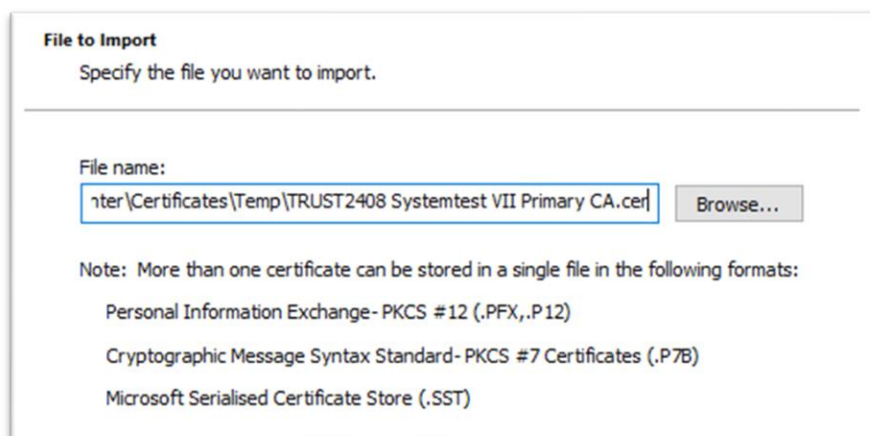 File to Import
Specify the file you want to import.
File name:
nter\Certificates\Temp\TRUST2408 Systemtest VII Primary CA.cer
Browse...
Note: More than one certificate can be stored in a single file in the following formats:
Personal Information Exchange- PKCS #12 (.PFX,.P12)
Cryptographic Message Syntax Standard- PKCS #7 Certificates (.P7B)
Microsoft Serialised Certificate Store (.SST)